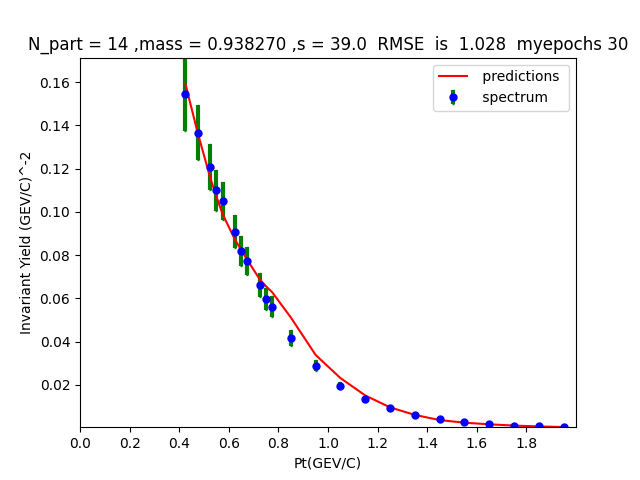 N_part = 14 ,mass = 0.938270 ,s = 39.0  RMSE  is  1.028  myepochs 30
predictions
spectrum
0.16
0.14
0.12
0.10
0.08
0.06
0.04
0.02
Invariant Yield (GEV/C)^-2
0.0 0.2 0.4 0.6 0.8 1.0 1.2 1.4 1.6 1.8
Pt(GEV/C)